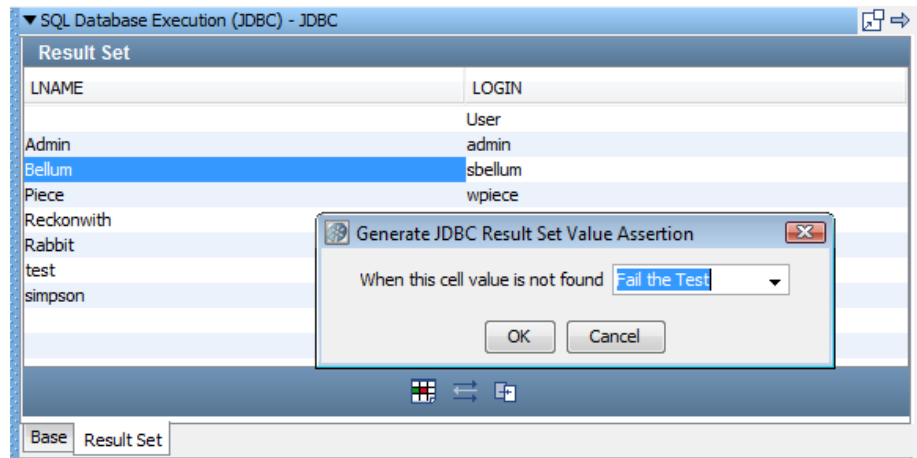 SQL Database Execution (JDBC) - JDBC
Result Set
LNAME LOGIN
User
Admin admin
Bellum sbellum
Piece wpiece
Reckonwith
Rabbit
test
simpson
Generate JDBC Result Set Value Assertion
When this cell value is not found Fail the Test
OK Cancel
Base Result Set